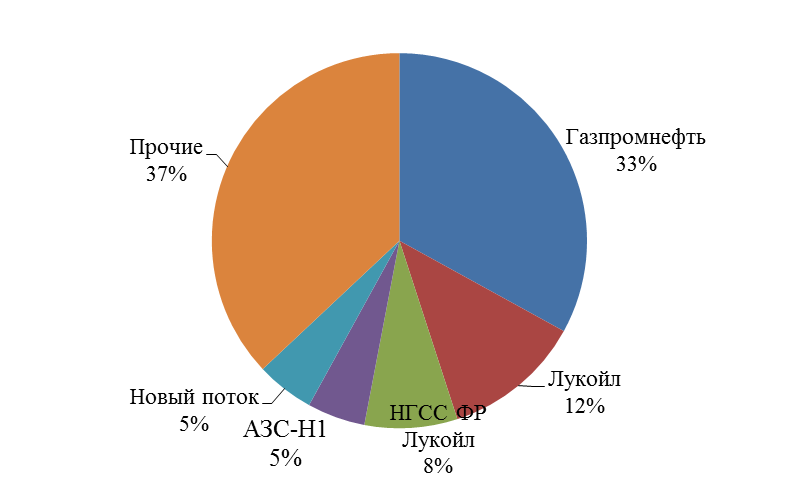 Газпромнефть
33%
Лукойл
12%
НГСС ФР
Лукойл
8%
АЗС-Н1
5%
Новый поток
5%
Прочие
37%